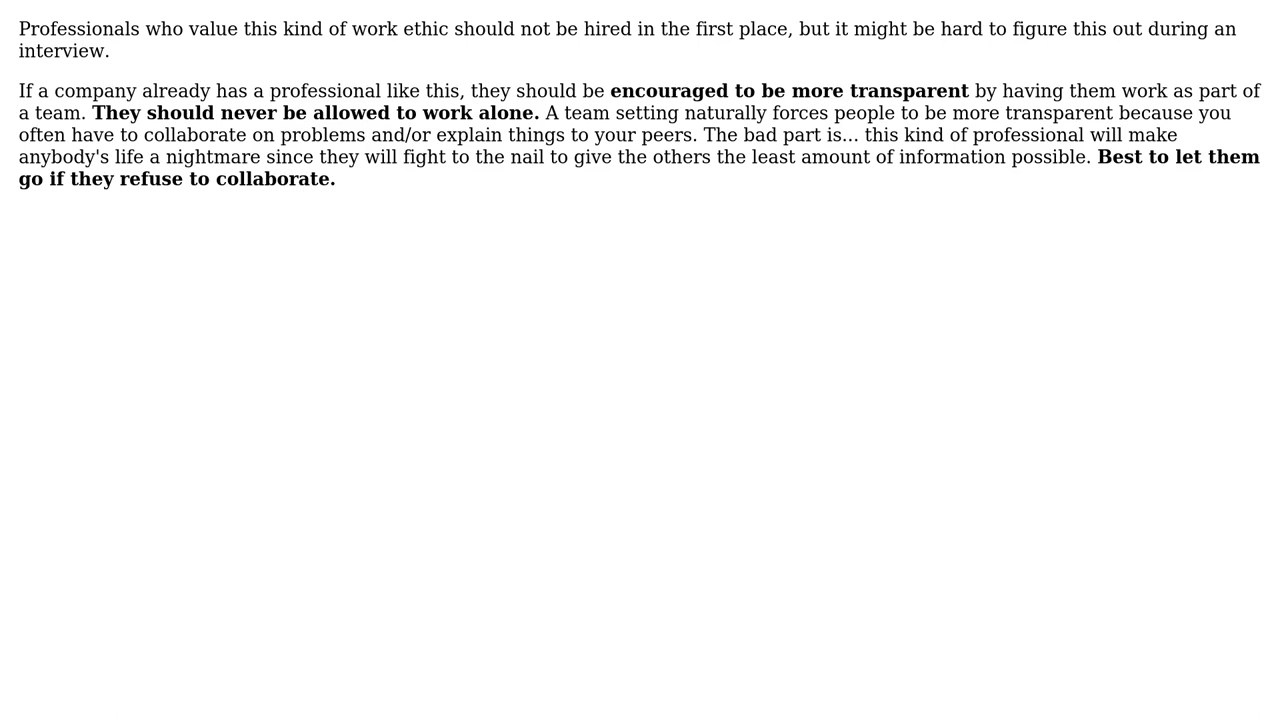 Professionals who value this kind of work ethic should not be hired in the first place, but it might be hard to figure this out during an
interview.
If a company already has a professional like this, they should be encouraged to be more transparent by having them work as part of
a team. They should never be allowed to work alone. A team setting naturally forces people to be more transparent because you
often have to collaborate on problems and/or explain things to your peers. The bad part is... this kind of professional will make
anybody's life a nightmare since they will fight to the nail to give the others the least amount of information possible. Best to let them
go if they refuse to collaborate.